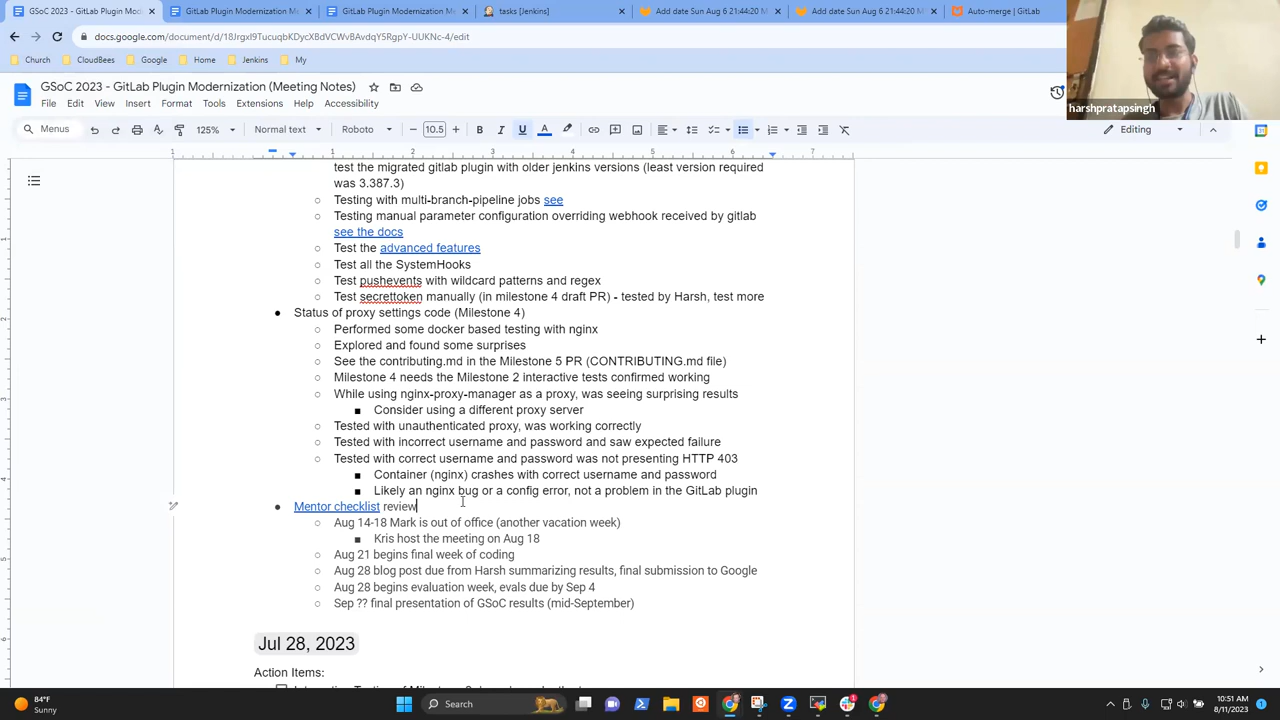 GSoC 2023 - GitLab Plugin Mo
GitLab Plugin Modernization M
GitLab Plugin Modernization M
tasks [Jenkins]
Add date Sun Aug 6 21:44:20 M
Add date Sun Aug 6 21:44:20 M
Auto-merge | GitLab
docs.google.com/document/d/18JrgxI9TucuqbKDycXBdVCWvBAvdqY5RgpY-UUKNc-4/edit
Church
CloudBees
Google
Home
Jenkins
My
GSoC 2023 - GitLab Plugin Modernization (Meeting Notes)
File Edit View Insert Format Tools Extensions Help Accessibility
harshpratapsingh
Menus
125%
Normal text
Roboto
10.5
Editing
1 1 2 3 4 5 6 7
test the migrated gitlab plugin with older jenkins versions (least version required
was 3.387.3)
○ Testing with multi-branch-pipeline jobs see
○ Testing manual parameter configuration overriding webhook received by gitlab
see the docs
○ Test the advanced features
○ Test all the SystemHooks
○ Test pushevents with wildcard patterns and regex
○ Test secrettoken manually (in milestone 4 draft PR) - tested by Harsh, test more
● Status of proxy settings code (Milestone 4)
○ Performed some docker based testing with nginx
○ Explored and found some surprises
○ See the contributing.md in the Milestone 5 PR (CONTRIBUTING.md file)
○ Milestone 4 needs the Milestone 2 interactive tests confirmed working
○ While using nginx-proxy-manager as a proxy, was seeing surprising results
■ Consider using a different proxy server
○ Tested with unauthenticated proxy, was working correctly
○ Tested with incorrect username and password and saw expected failure
○ Tested with correct username and password was not presenting HTTP 403
■ Container (nginx) crashes with correct username and password
■ Likely an nginx bug or a config error, not a problem in the GitLab plugin
● Mentor checklist review
○ Aug 14-18 Mark is out of office (another vacation week)
■ Kris host the meeting on Aug 18
○ Aug 21 begins final week of coding
○ Aug 28 blog post due from Harsh summarizing results, final submission to Google
○ Aug 28 begins evaluation week, evals due by Sep 4
○ Sep ?? final presentation of GSoC results (mid-September)
Jul 28, 2023
Action Items:
84°F
Sunny
Search
10:51 AM
8/11/2023